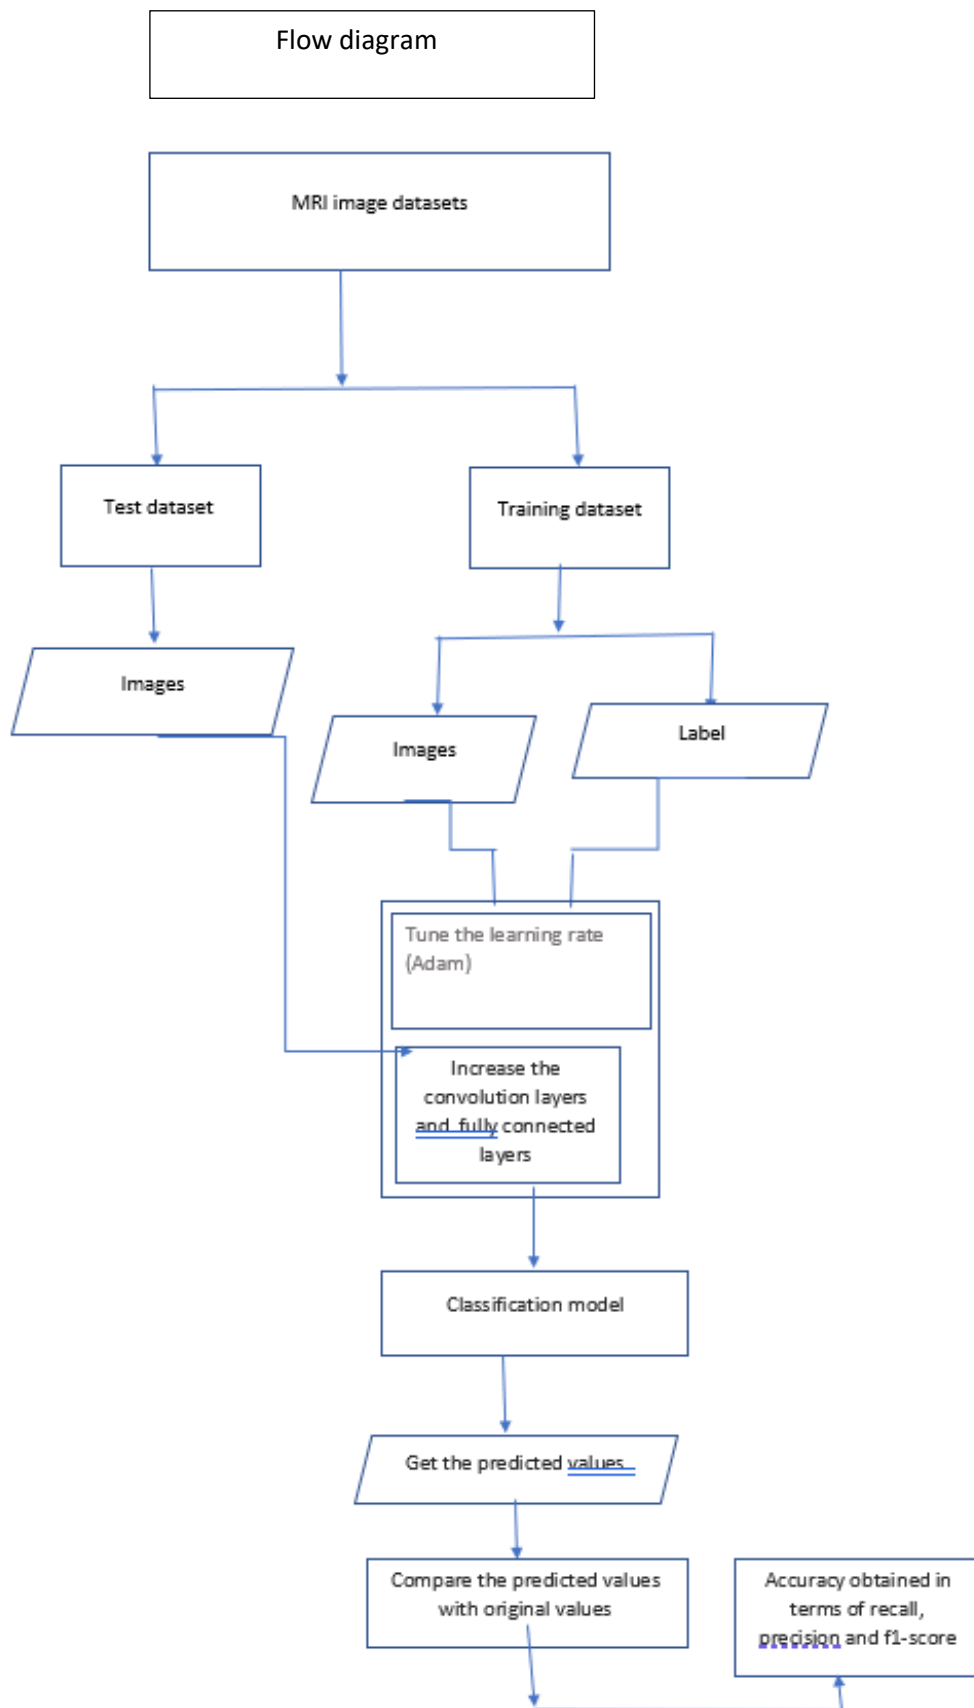 Flow diagram
MRI image datasets
Test dataset
Training dataset
Images
Images
Label
Tune the learning rate
(Adam)
Increase the
convolution layers
and fully connected
layers
Classification model
Get the predicted values
Compare the predicted values
with original values
Accuracy obtained in
terms of recall,
precision and f1-score